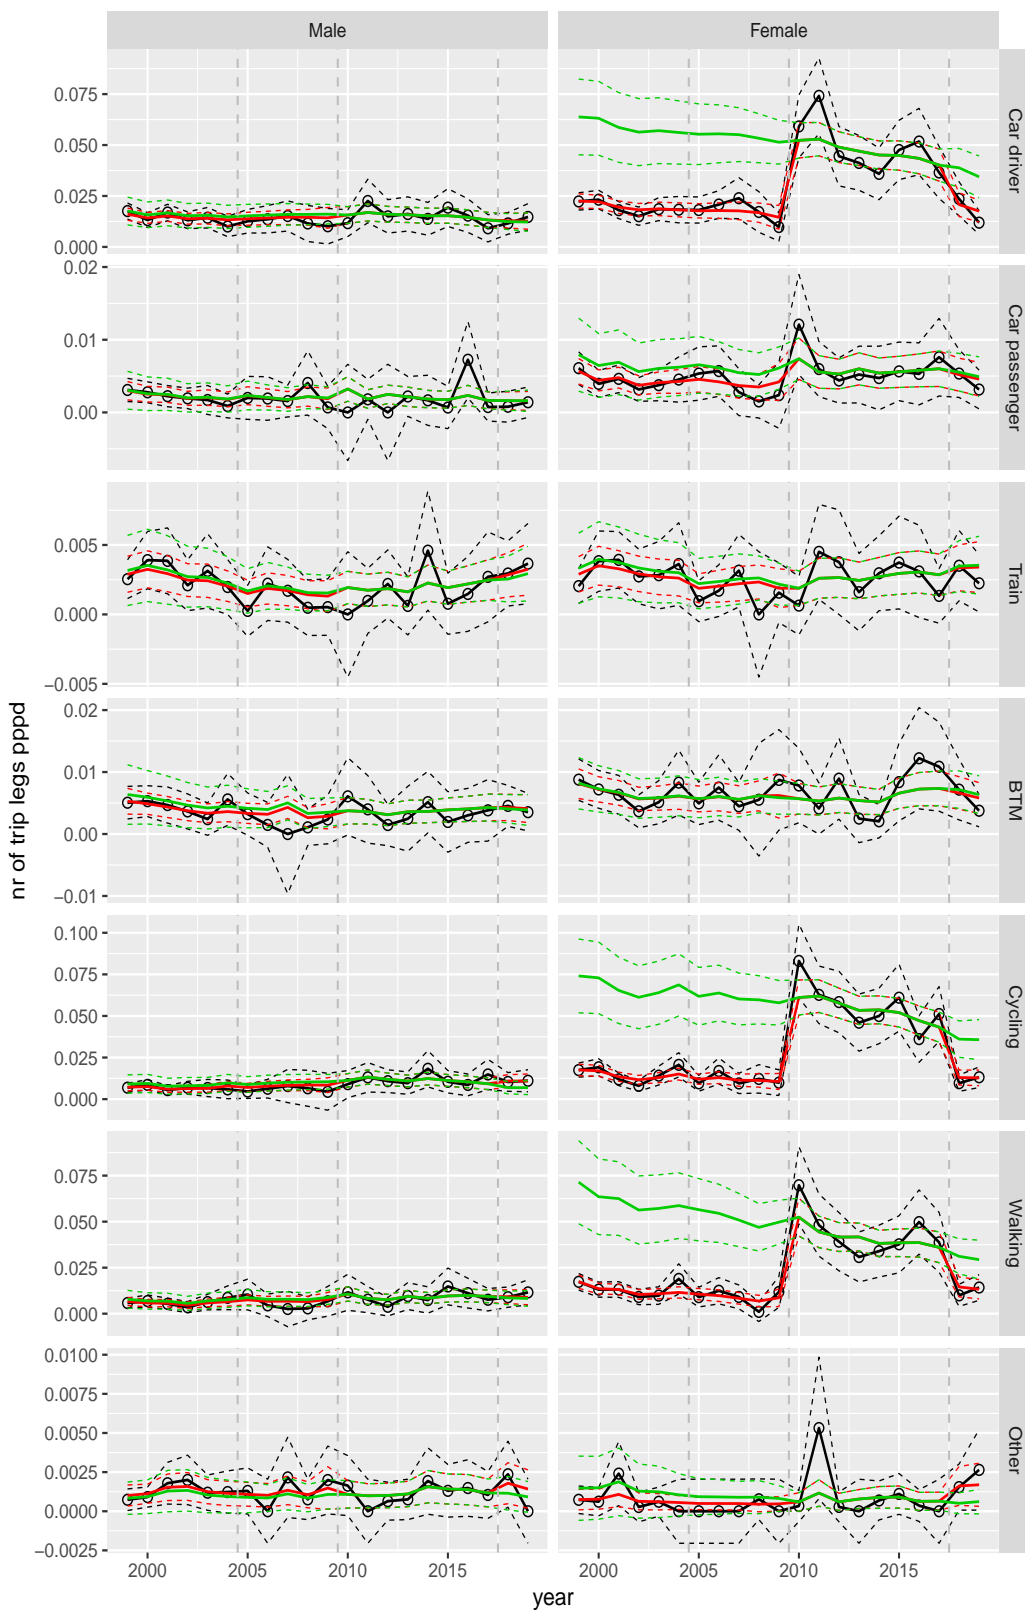 Male Female
0.075
0.050
0.025
0.000
Car driver
0.02
0.01
0.00
Car passenger
0.005
0.000
−0.005
Train
0.02
0.01
0.00
−0.01
BTM
0.100
0.075
0.050
0.025
0.000
Cycling
0.075
0.050
0.025
0.000
Walking
0.0100
0.0075
0.0050
0.0025
0.0000
−0.0025
Other
nr of trip legs pppd
2000 2005 2010 2015 2000 2005 2010 2015
year